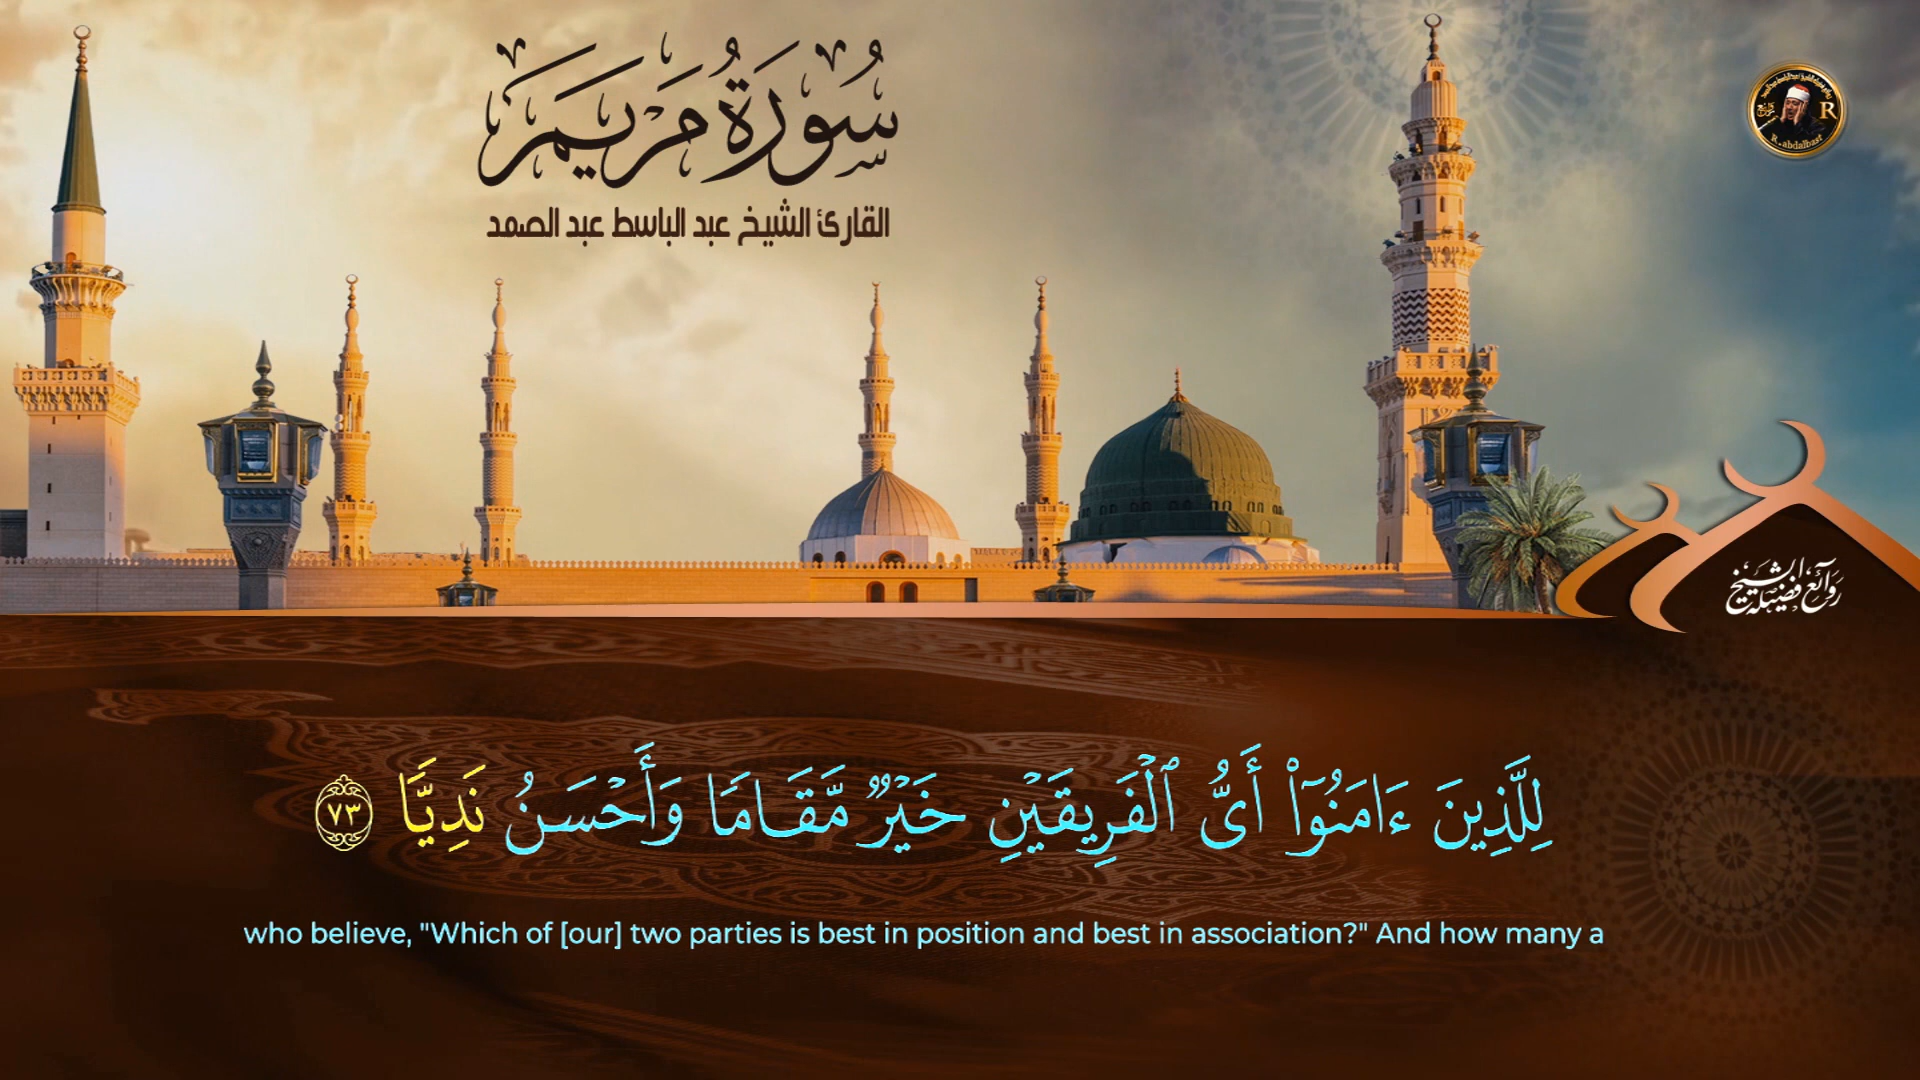 سُورَةُ مَرْيَمَ
القارئ الشيخ عبد الباسط عبد الصمد
R
R.abdalbast
روائع فضيلة الشيخ
لِلَّذِينَ ءَامَنُوٓا۟ أَىُّ ٱلْفَرِيقَيْنِ خَيْرٌۭ مَّقَامًۭا وَأَحْسَنُ نَدِيًّۭا ٧٣
who believe, "Which of [our] two parties is best in position and best in association?" And how many a